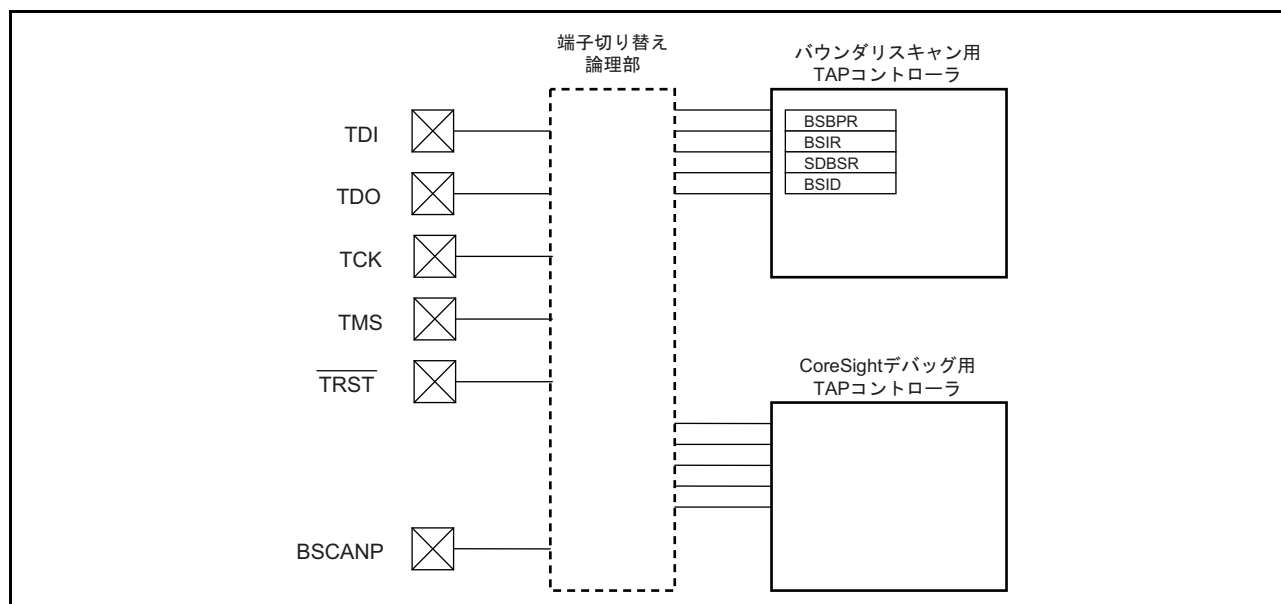 端子切り替え
論理部
バウンダリスキャン用
TAPコントローラ
TDI
TDO
TCK
TMS
TRST
BSCANP
BSBPR
BSIR
SDBSR
BSID
CoreSightデバッグ用
TAPコントローラ